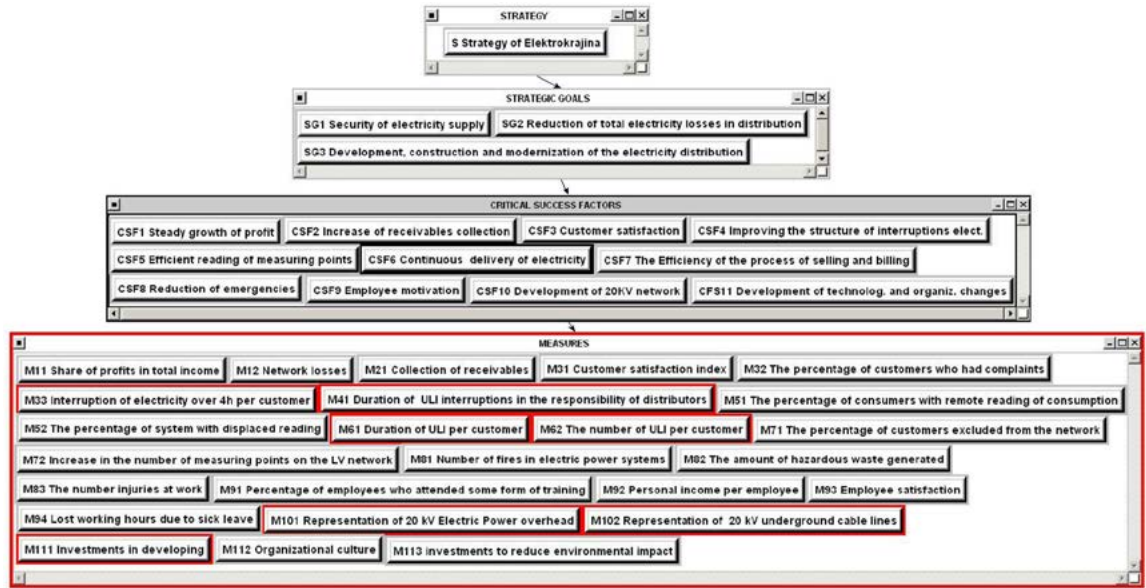 STRATEGY
S Strategy of Elektrokrajina
STRATEGIC GOALS
SG1 Security of electricity supply SG2 Reduction of total electricity losses in distribution
SG3 Development, construction and modernization of the electricity distribution
CRITICAL SUCCESS FACTORS
CSF1 Steady growth of profit CSF2 Increase of receivables collection CSF3 Customer satisfaction CSF4 Improving the structure of interruptions elect.
CSF5 Efficient reading of measuring points CSF6 Continuous delivery of electricity CSF7 The Efficiency of the process of selling and billing
CSF8 Reduction of emergencies CSF9 Employee motivation CSF10 Development of 20KV network CFS11 Development of technolog. and organiz. changes
MEASURES
M11 Share of profits in total income M12 Network losses M21 Collection of receivables M31 Customer satisfaction index M32 The percentage of customers who had complaints
M33 Interruption of electricity over 4h per customer M41 Duration of ULI interruptions in the responsibility of distributors M51 The percentage of consumers with remote reading of consumption
M52 The percentage of system with displaced reading M61 Duration of ULI per customer M62 The number of ULI per customer M71 The percentage of customers excluded from the network
M72 Increase in the number of measuring points on the LV network M81 Number of fires in electric power systems M82 The amount of hazardous waste generated
M83 The number injuries at work M91 Percentage of employees who attended some form of training M92 Personal income per employee M93 Employee satisfaction
M94 Lost working hours due to sick leave M101 Representation of 20 kV Electric Power overhead M102 Representation of 20 kV underground cable lines
M111 Investments in developing M112 Organizational culture M113 investments to reduce environmental impact